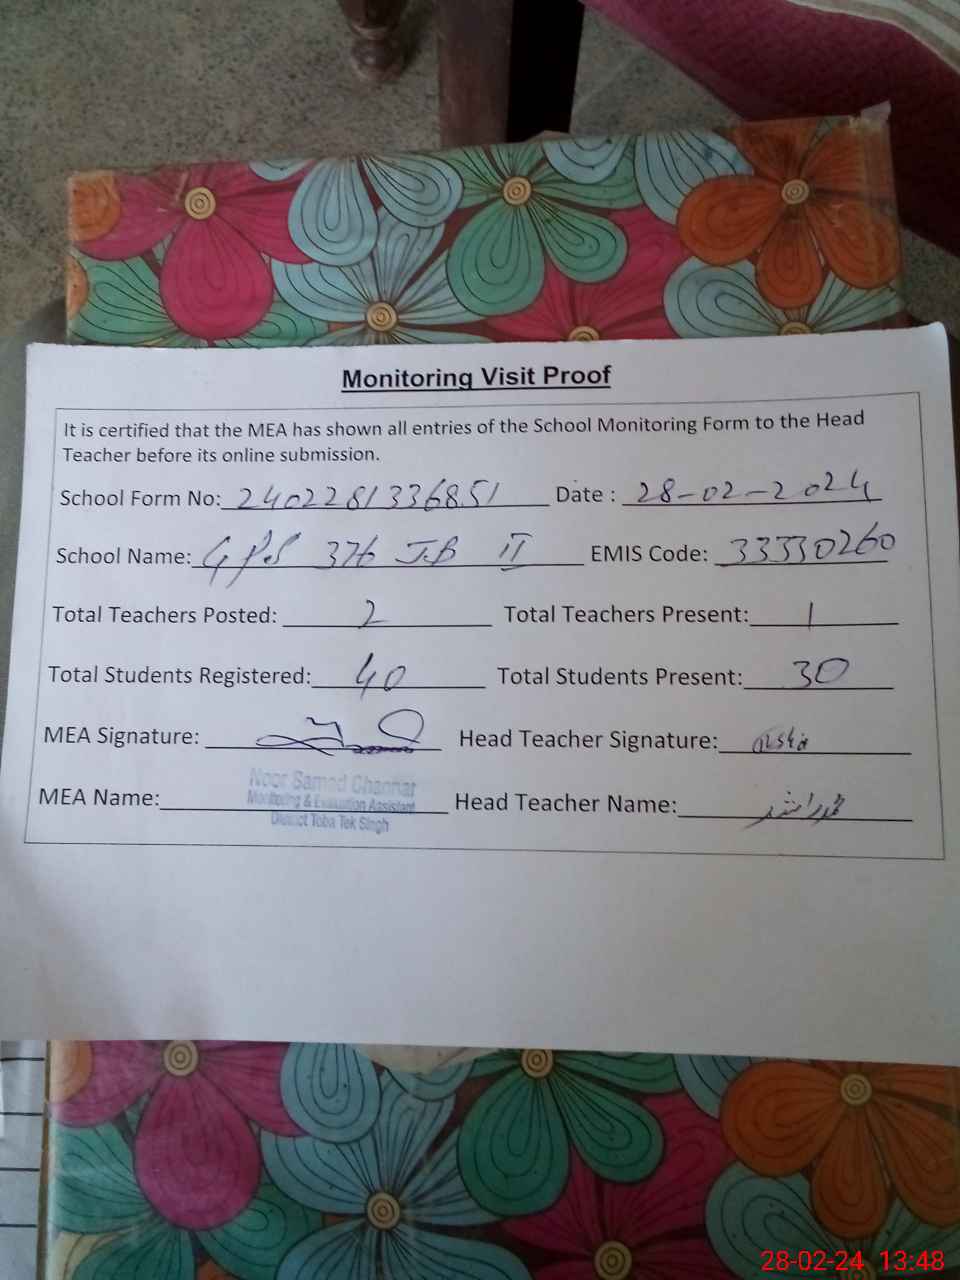 Monitoring Visit Proof
It is certified that the MEA has shown all entries of the School Monitoring Form to the Head
Teacher before its online submission.
School Form No: 2402281336851 Date : 28-02-2024
School Name: GPS 376 J.B II EMIS Code: 33330260
Total Teachers Posted: 2 Total Teachers Present: 1
Total Students Registered: 40 Total Students Present: 30
MEA Signature: Head Teacher Signature:
MEA Name: Noor Samad Channar Head Teacher Name:
Monitoring & Evaluation Assistant
District Toba Tek Singh
28-02-24 13:48